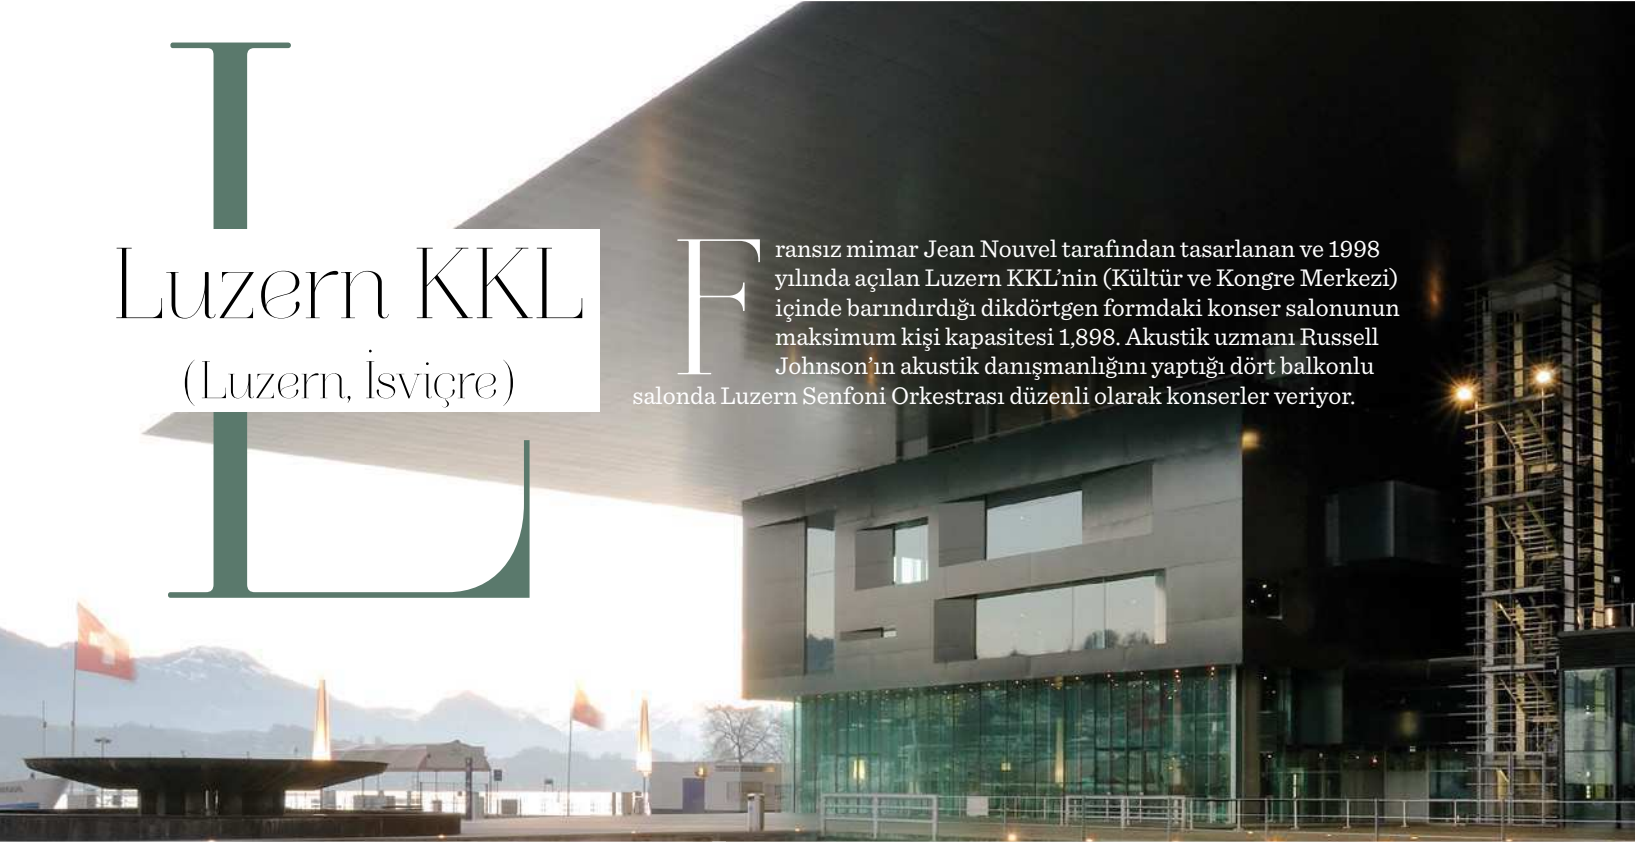 L
Luzern KKL
(Luzern, İsviçre)
Fransız mimar Jean Nouvel tarafından tasarlanan ve 1998
yılında açılan Luzern KKL’nin (Kültür ve Kongre Merkezi)
içinde barındırdığı dikdörtgen formdaki konser salonunun
maksimum kişi kapasitesi 1,898. Akustik uzmanı Russell
Johnson’ın akustik danışmanlığını yaptığı dört balkonlu
salonda Luzern Senfoni Orkestrası düzenli olarak konserler veriyor.